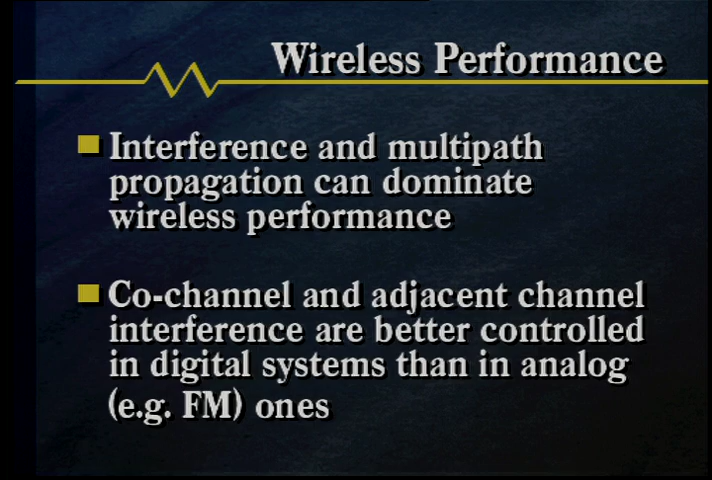 Wireless Performance
Interference and multipath
propagation can dominate
wireless performance
Co-channel and adjacent channel
interference are better controlled
in digital systems than in analog
(e.g. FM) ones